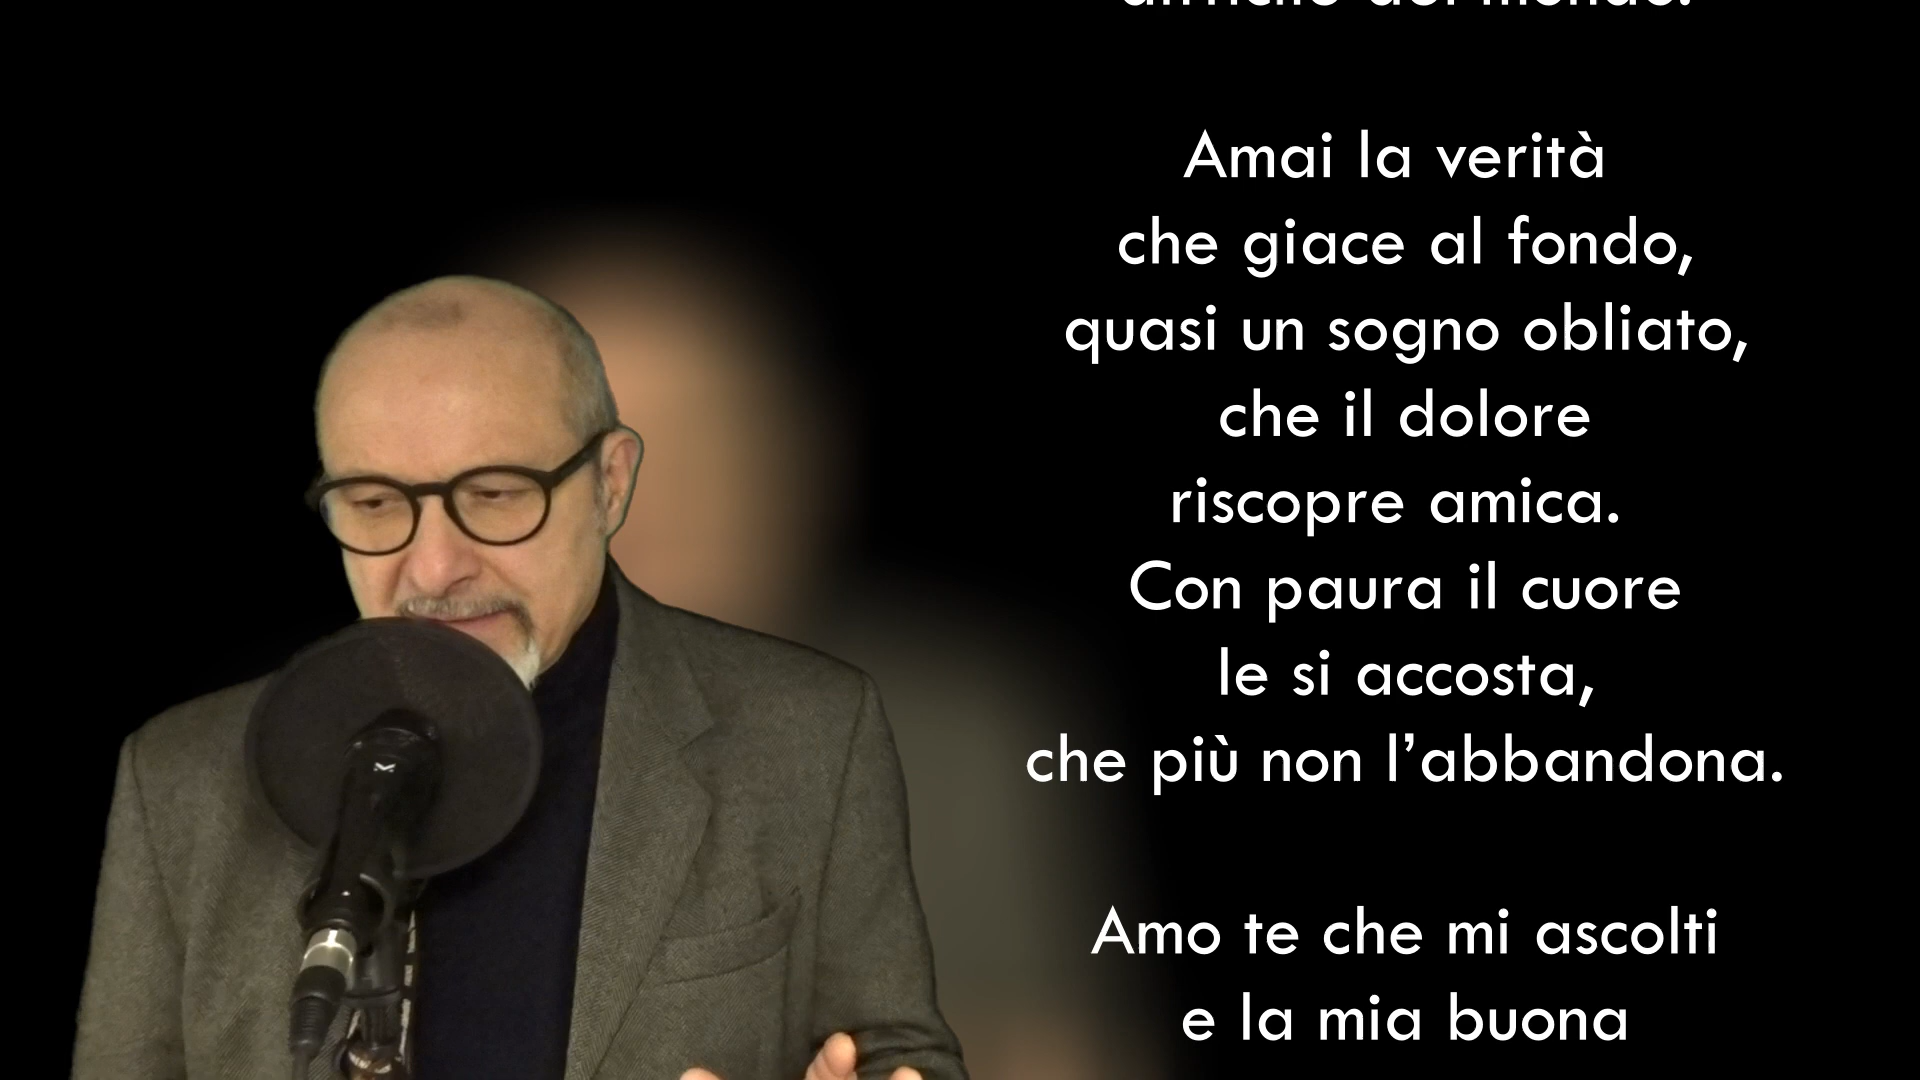 Amai la verità
che giace al fondo,
quasi un sogno obliato,
che il dolore
riscopre amica.
Con paura il cuore
le si accosta,
che più non l’abbandona.
Amo te che mi ascolti
e la mia buona